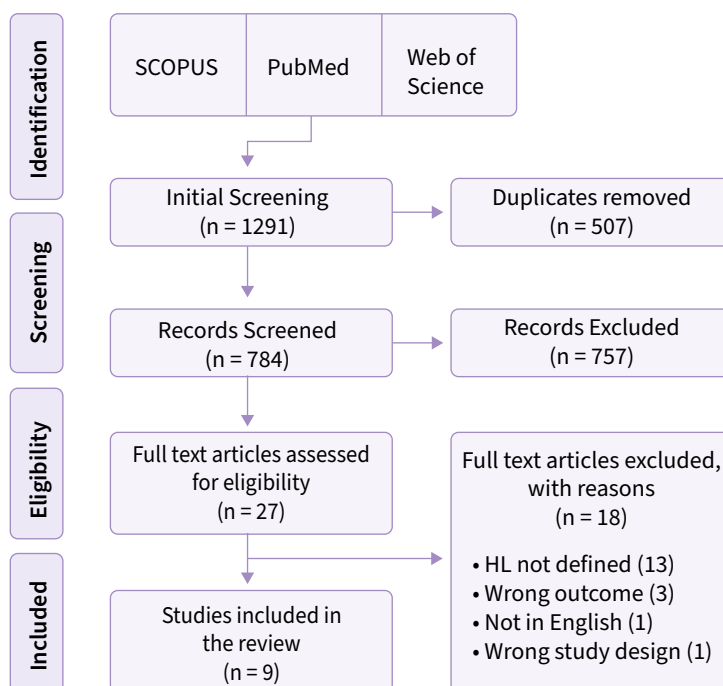 Identification
SCOPUS
PubMed
Web of
Science
Initial Screening
(n = 1291)
Duplicates removed
(n = 507)
Screening
Records Screened
(n = 784)
Records Excluded
(n = 757)
Eligibility
Full text articles assessed
for eligibility
(n = 27)
Full text articles excluded,
with reasons
(n = 18)
• HL not defined (13)
• Wrong outcome (3)
• Not in English (1)
• Wrong study design (1)
Included
Studies included in
the review
(n = 9)